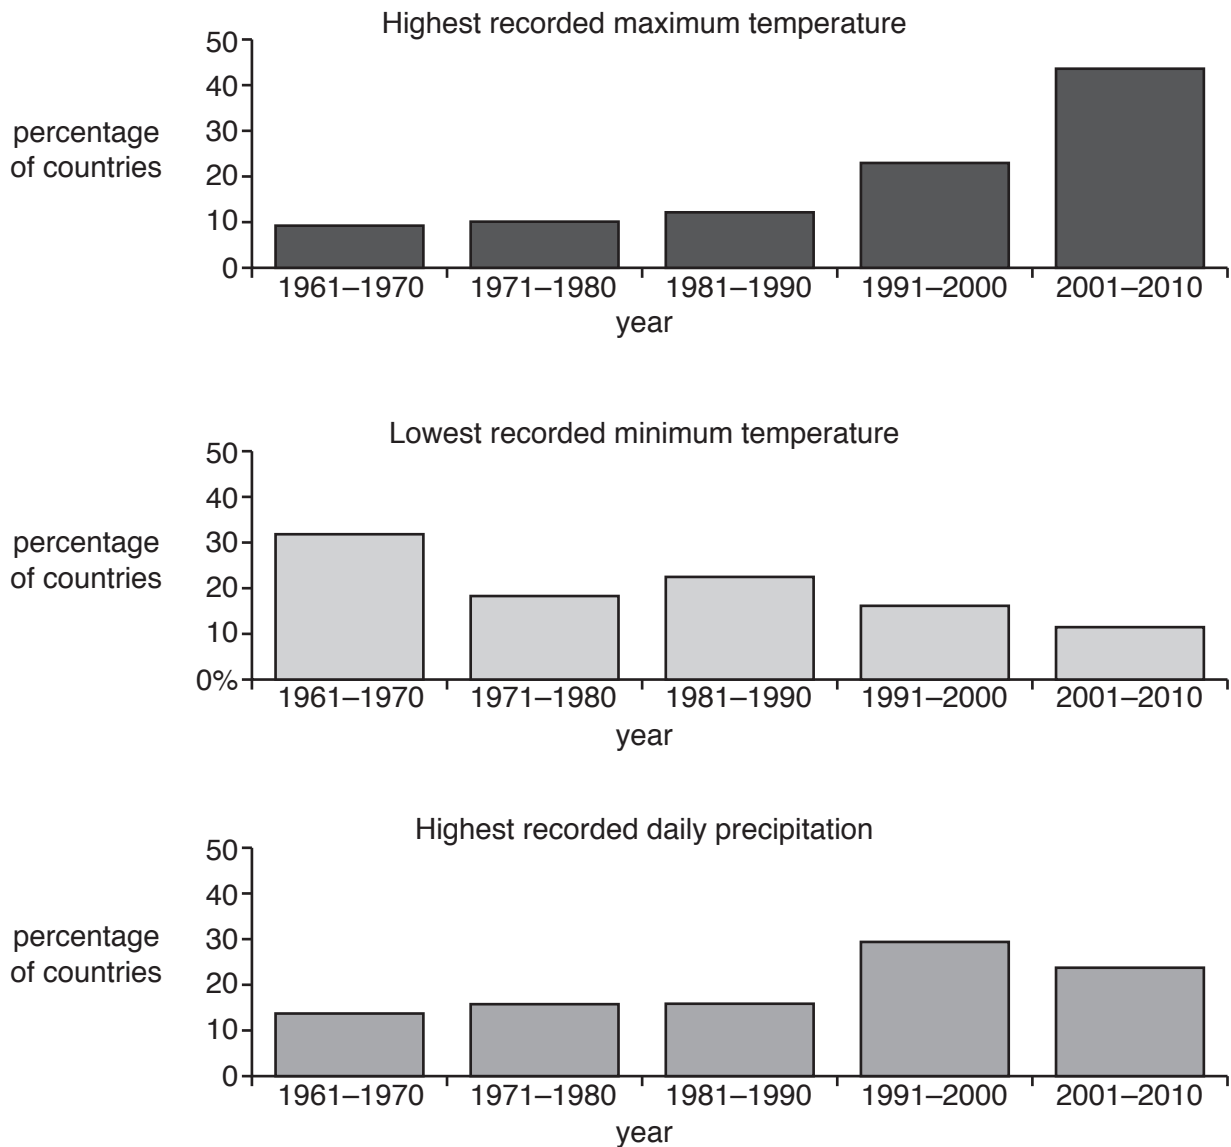 Highest recorded maximum temperature
50
40
30
20
10
0
percentage
of countries
1961–1970 1971–1980 1981–1990 1991–2000 2001–2010
year
Lowest recorded minimum temperature
50
40
30
20
10
0%
percentage
of countries
1961–1970 1971–1980 1981–1990 1991–2000 2001–2010
year
Highest recorded daily precipitation
50
40
30
20
10
0
percentage
of countries
1961–1970 1971–1980 1981–1990 1991–2000 2001–2010
year